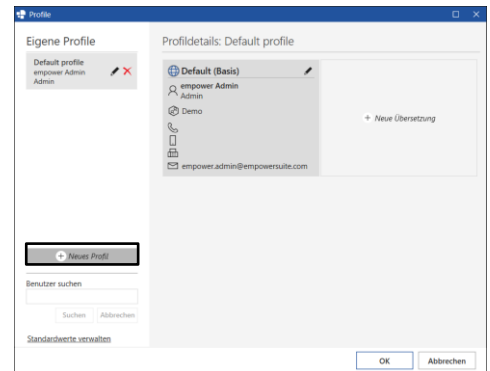 Profile
Eigene Profile
Default profile
empower Admin
Admin
Neues Profil
Benutzer suchen
Suchen Abbrechen
Standardwerte verwalten
Profildetails: Default profile
Default (Basis)
empower Admin
Admin
Demo
empower.admin@empowersuite.com
+ Neue Übersetzung
OK Abbrechen